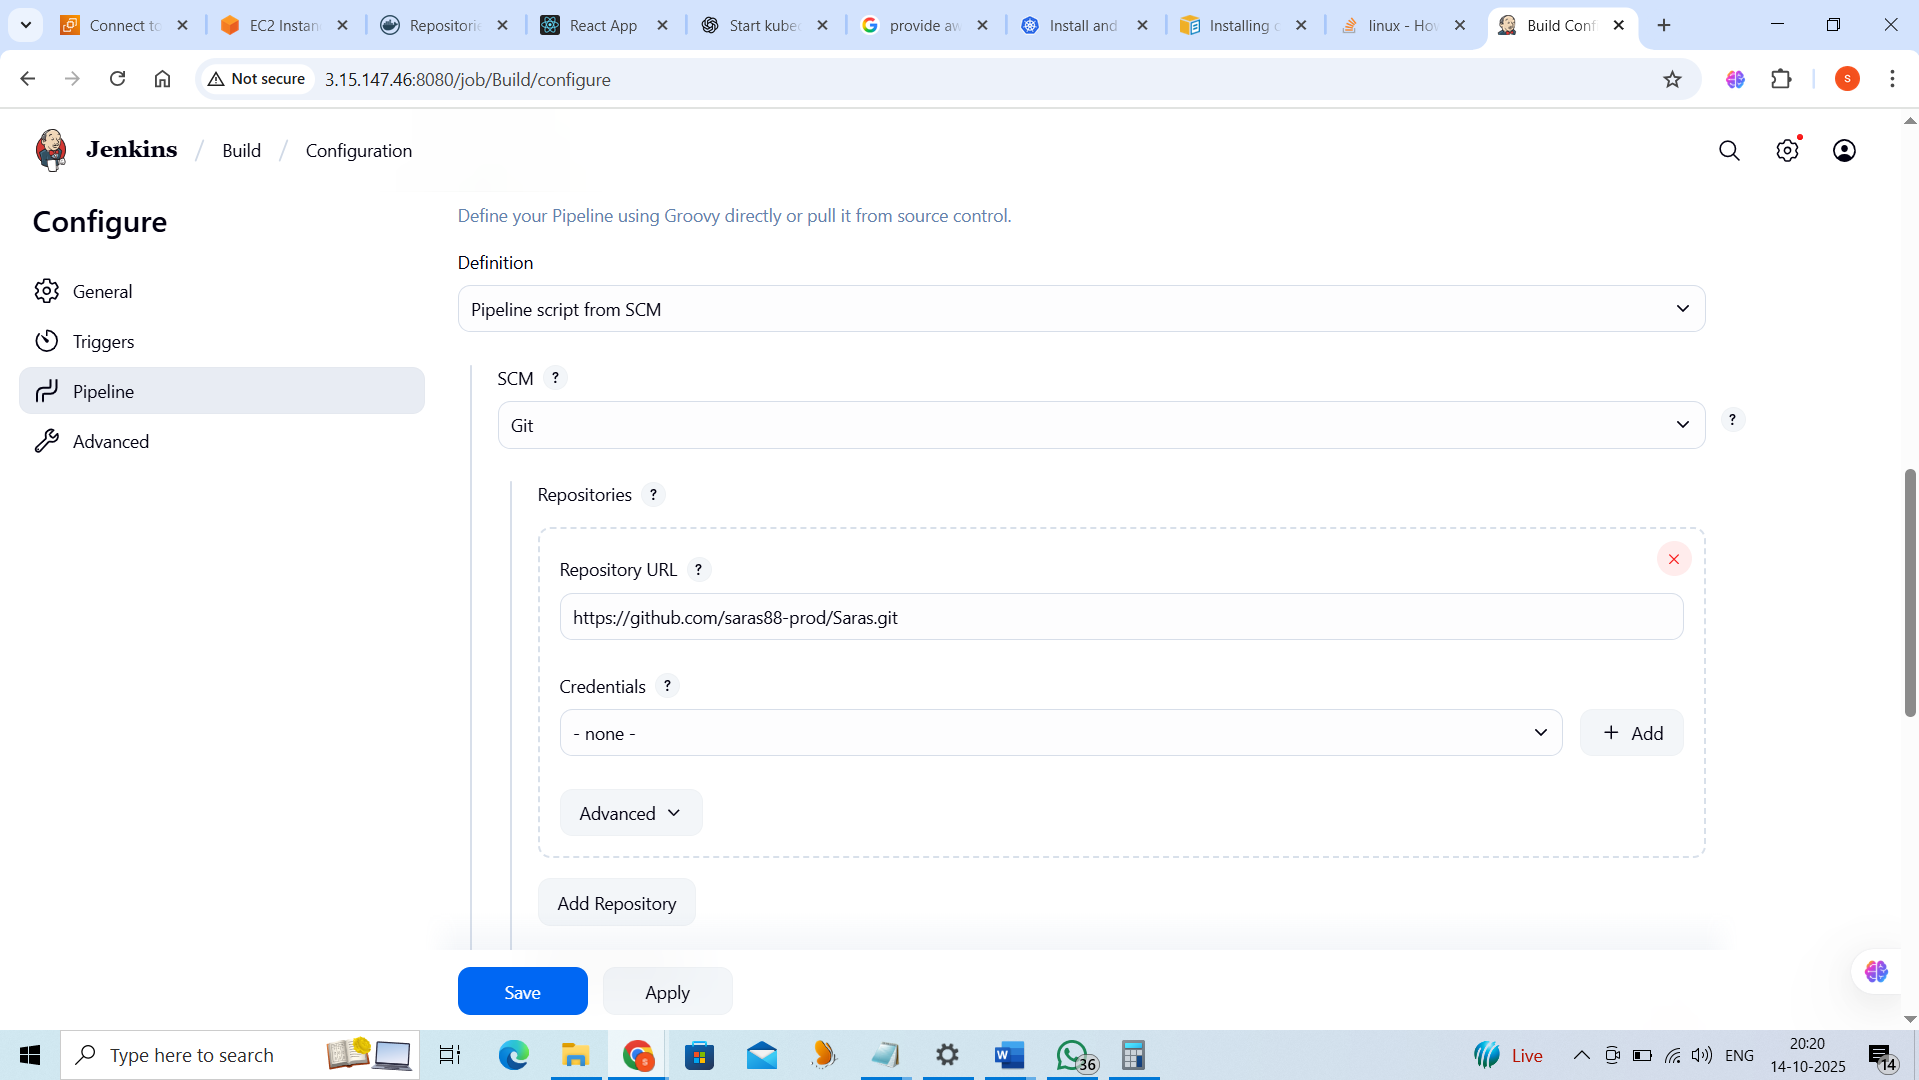 Connect to
EC2 Instan
Repositorie
React App
Start kube
provide aw
Install and
Installing c
linux - Hov
Build Conf
Not secure
3.15.147.46:8080/job/Build/configure
S
Jenkins / Build / Configuration
Configure
General
Triggers
Pipeline
Advanced
Define your Pipeline using Groovy directly or pull it from source control.
Definition
Pipeline script from SCM
SCM ?
Git
?
Repositories ?
Repository URL ?
https://github.com/saras88-prod/Saras.git
Credentials ?
- none -
+ Add
Advanced
Add Repository
Save
Apply
Type here to search
S
W
36
Live
ENG
20:20
14-10-2025
14